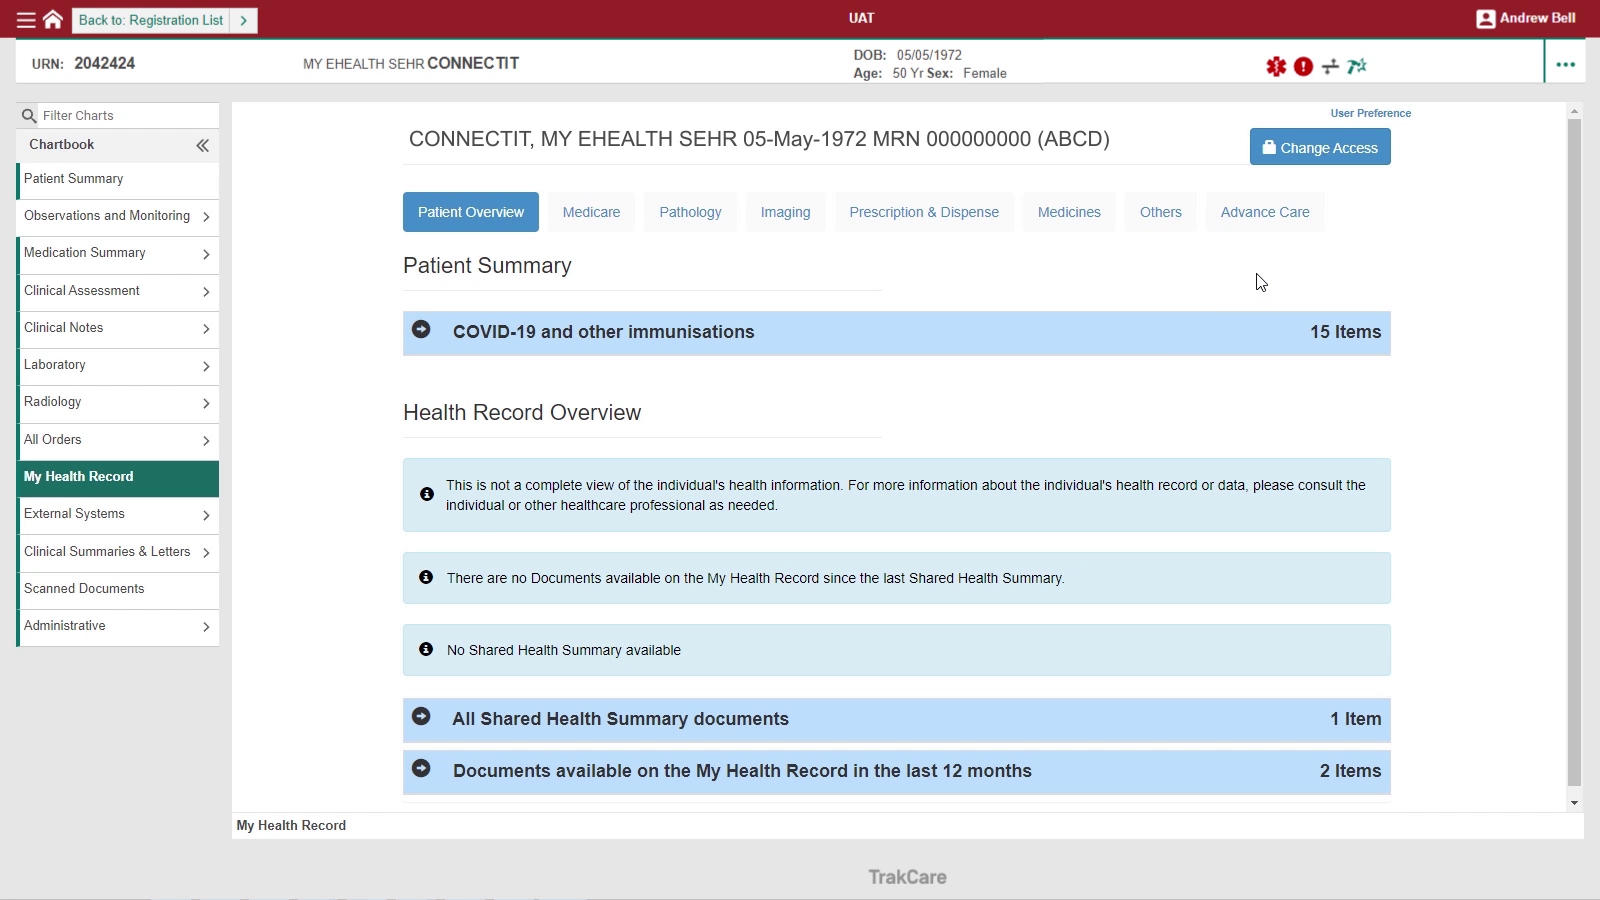 Back to: Registration List
UAT
Andrew Bell
URN: 2042424
MY EHEALTH SEHR CONNECTIT
DOB: 05/05/1972
Age: 50 Yr Sex: Female
Filter Charts
Chartbook
Patient Summary
Observations and Monitoring
Medication Summary
Clinical Assessment
Clinical Notes
Laboratory
Radiology
All Orders
My Health Record
External Systems
Clinical Summaries & Letters
Scanned Documents
Administrative
User Preference
CONNECTIT, MY EHEALTH SEHR 05-May-1972 MRN 000000000 (ABCD)
Change Access
Patient Overview
Medicare
Pathology
Imaging
Prescription & Dispense
Medicines
Others
Advance Care
Patient Summary
COVID-19 and other immunisations 15 Items
Health Record Overview
This is not a complete view of the individual's health information. For more information about the individual's health record or data, please consult the
individual or other healthcare professional as needed.
There are no Documents available on the My Health Record since the last Shared Health Summary.
No Shared Health Summary available
All Shared Health Summary documents 1 Item
Documents available on the My Health Record in the last 12 months 2 Items
My Health Record
TrakCare